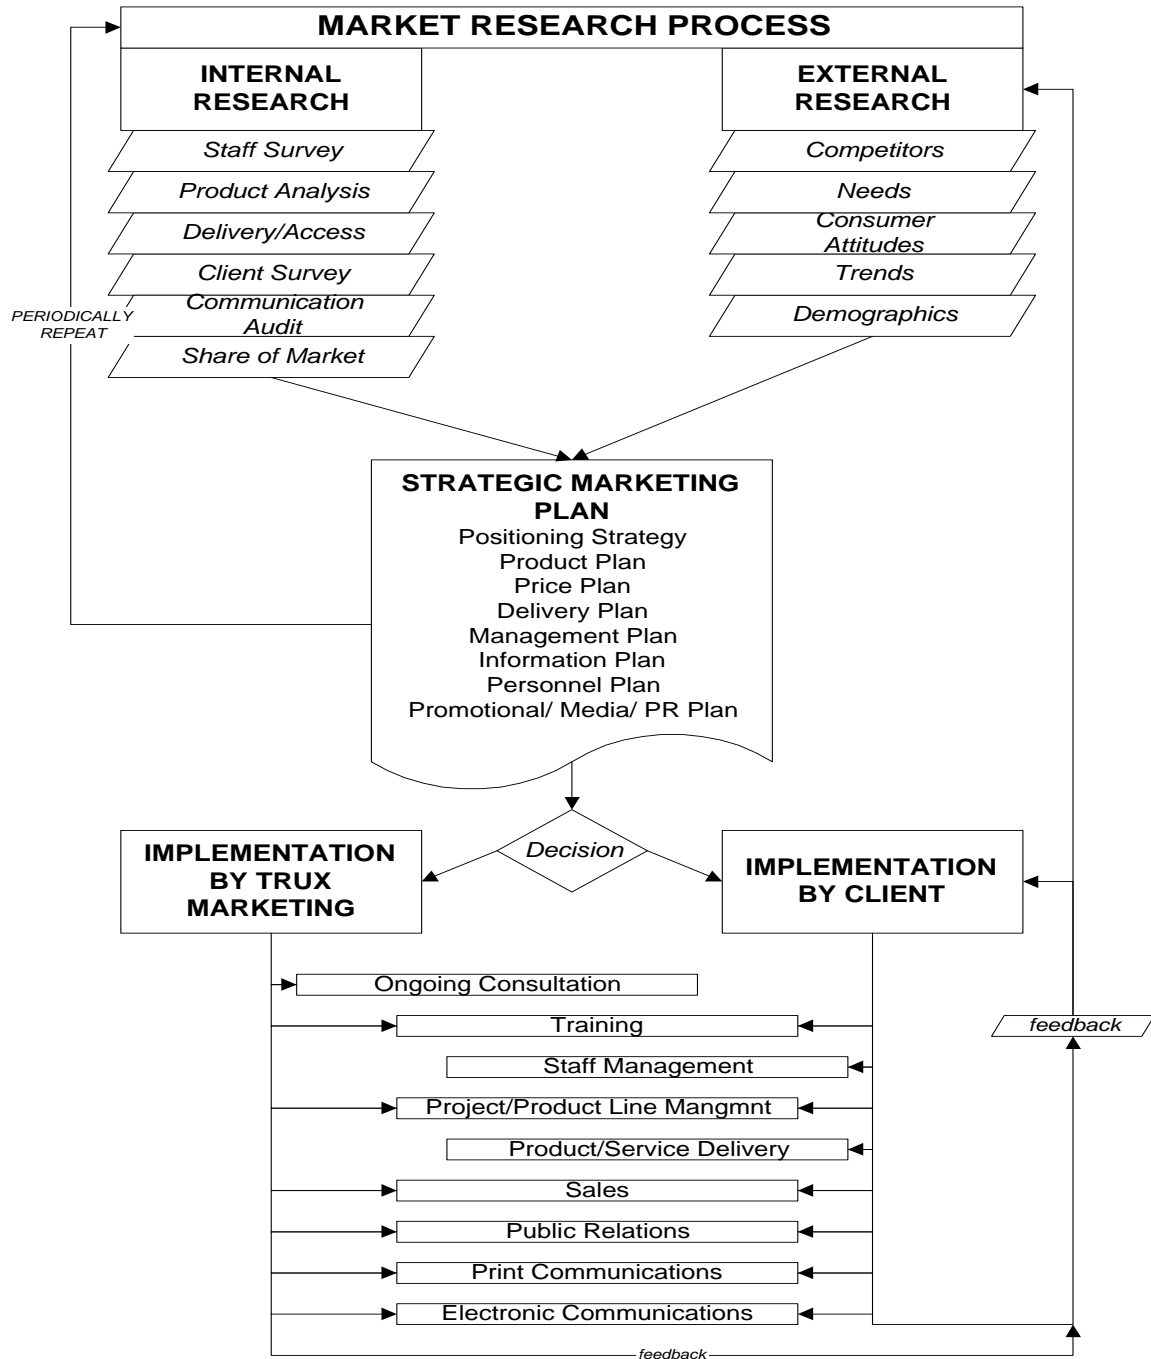 MARKET RESEARCH PROCESS
INTERNAL
RESEARCH
EXTERNAL
RESEARCH
Staff Survey
Product Analysis
Delivery/Access
Client Survey
Communication
Audit
Share of Market
Competitors
Needs
Consumer
Attitudes
Trends
Demographics
PERIODICALLY
REPEAT
STRATEGIC MARKETING
PLAN
Positioning Strategy
Product Plan
Price Plan
Delivery Plan
Management Plan
Information Plan
Personnel Plan
Promotional/ Media/ PR Plan
Decision
IMPLEMENTATION
BY TRUX
MARKETING
IMPLEMENTATION
BY CLIENT
Ongoing Consultation
Training
feedback
Staff Management
Project/Product Line Mangmnt
Product/Service Delivery
Sales
Public Relations
Print Communications
Electronic Communications
feedback